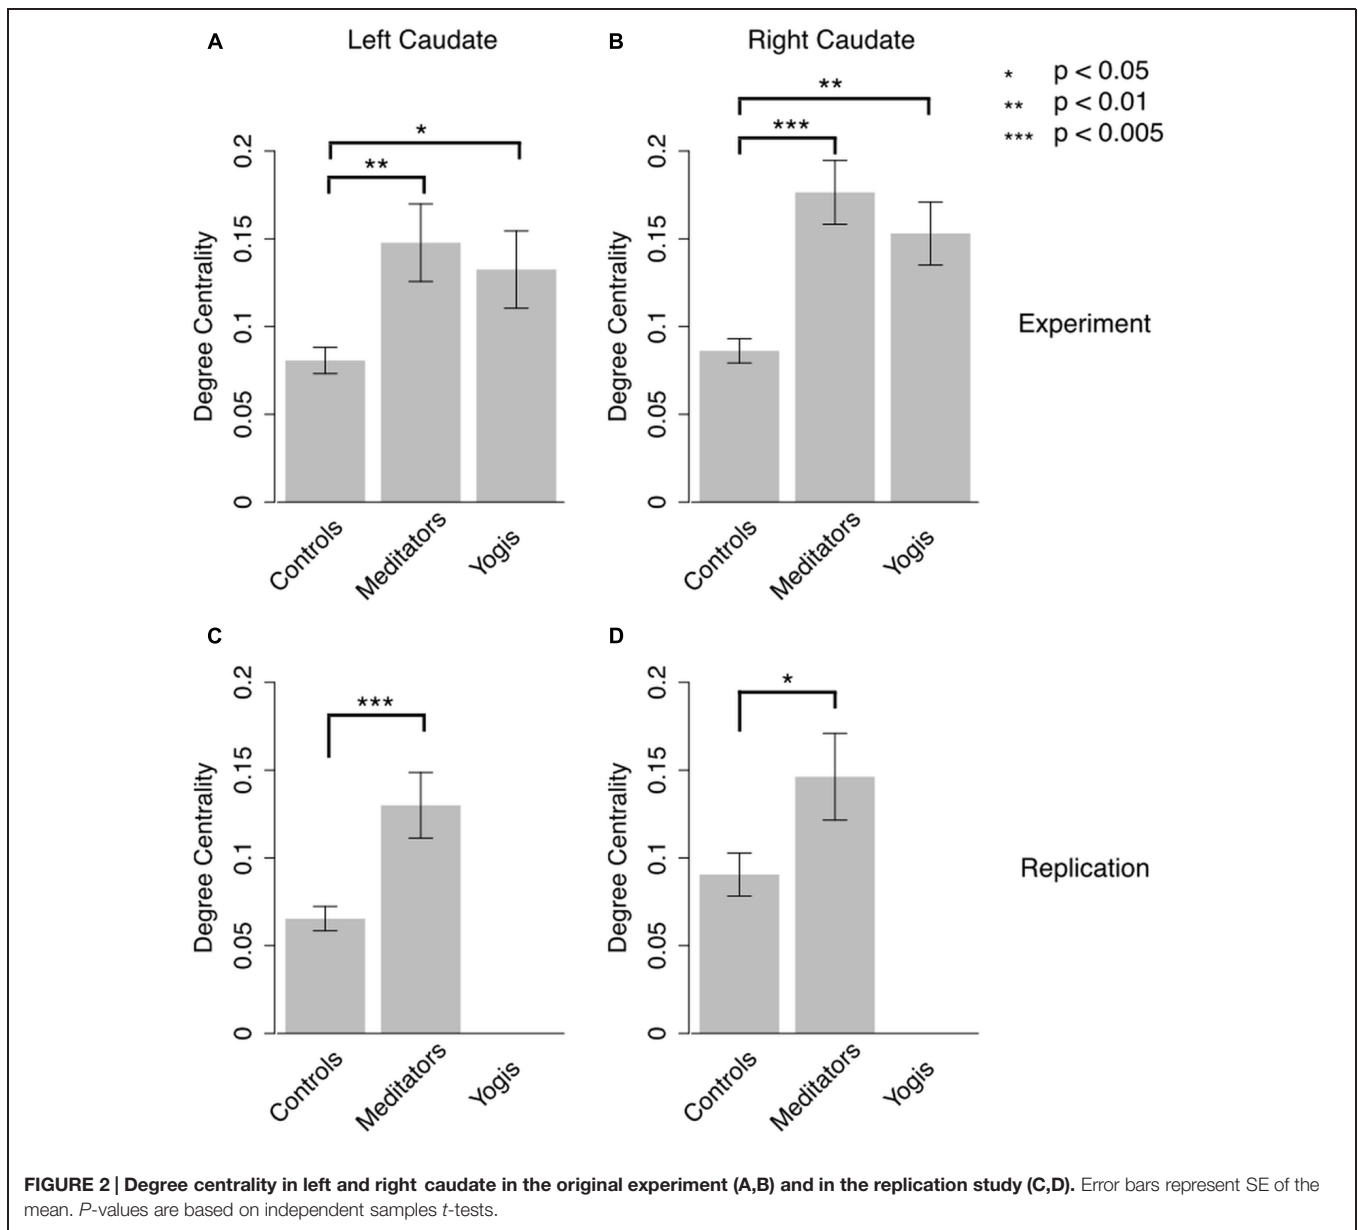 A
Left Caudate
B
Right Caudate
* p < 0.05
** p < 0.01
*** p < 0.005
*
**
0.2
0.15
0.1
0.05
0
Degree Centrality
Controls
Meditators
Yogis
**
***
0.2
0.15
0.1
0.05
0
Degree Centrality
Controls
Meditators
Yogis
Experiment
C
***
0.2
0.15
0.1
0.05
0
Degree Centrality
Controls
Meditators
Yogis
D
*
0.2
0.15
0.1
0.05
0
Degree Centrality
Controls
Meditators
Yogis
Replication
FIGURE 2 | Degree centrality in left and right caudate in the original experiment (A,B) and in the replication study (C,D). Error bars represent SE of the
mean. P-values are based on independent samples t-tests.